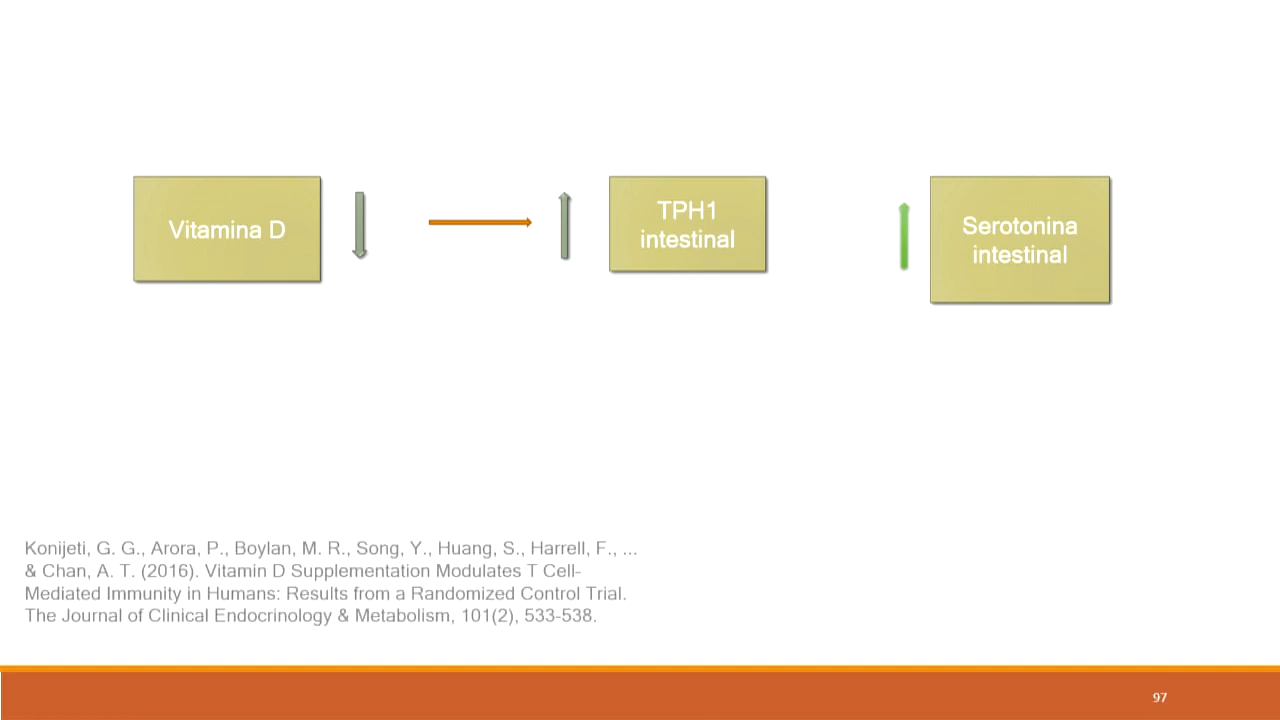 Vitamina D
TPH1
intestinal
Serotonina
intestinal
Konijeti, G. G., Arora, P., Boylan, M. R., Song, Y., Huang, S., Harrell, F., ...
& Chan, A. T. (2016). Vitamin D Supplementation Modulates T Cell-
Mediated Immunity in Humans: Results from a Randomized Control Trial.
The Journal of Clinical Endocrinology & Metabolism, 101(2), 533-538.
97